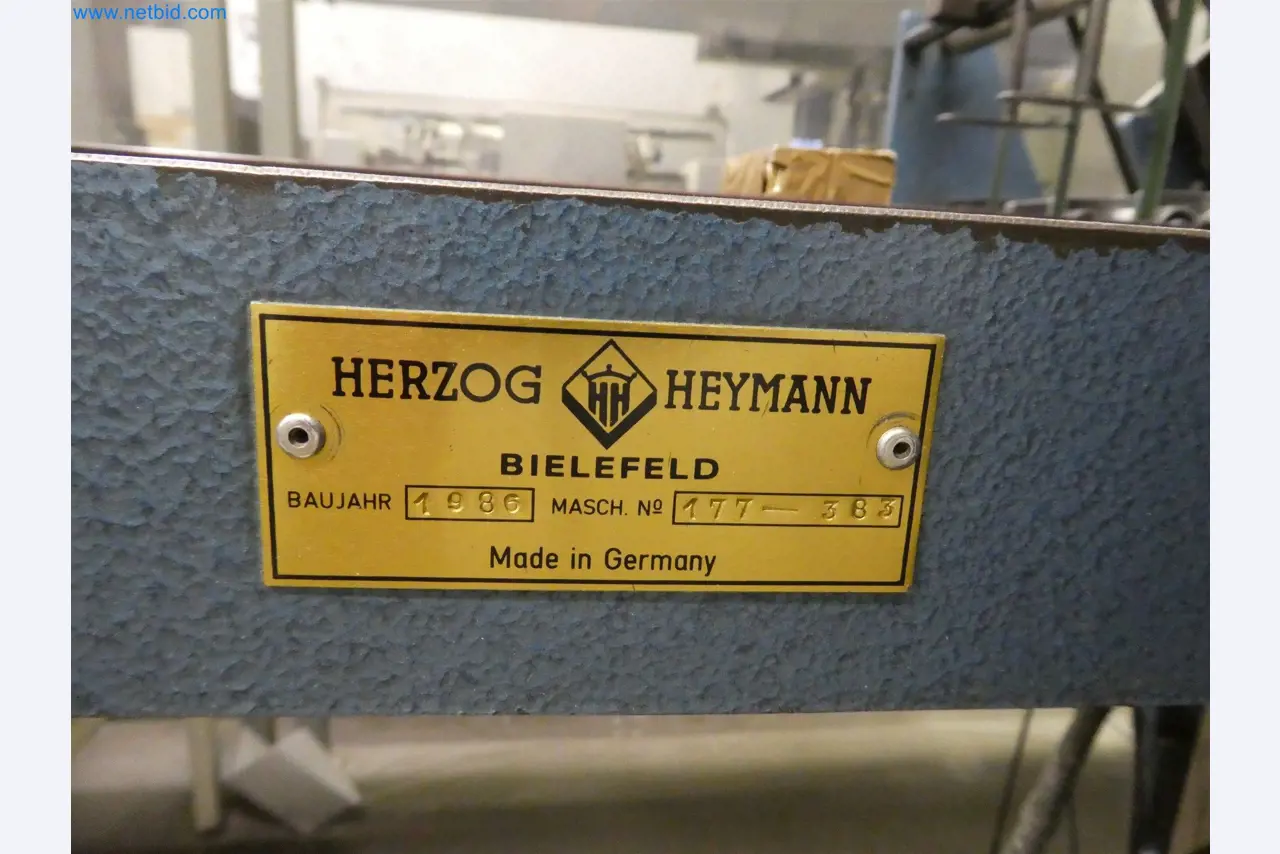 www.netbid.com
HERZOG HH HEYMANN
BIELEFELD
BAUJAHR 1986 MASCH. Nº 177-383
Made in Germany